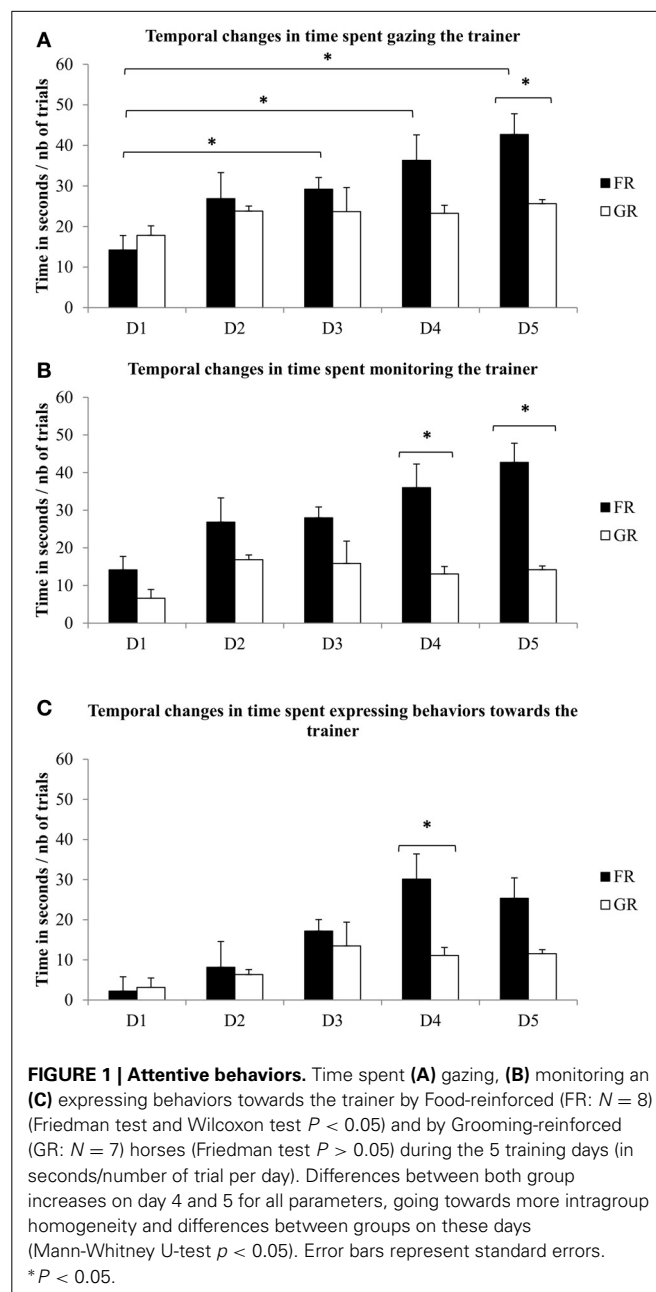 A
Temporal changes in time spent gazing the trainer
60
50
40
30
20
10
0
Time in seconds / nb of trials
*
*
*
*
FR
GR
D1 D2 D3 D4 D5
B
Temporal changes in time spent monitoring the trainer
60
50
40
30
20
10
0
Time in seconds / nb of trials
*
*
FR
GR
D1 D2 D3 D4 D5
C
Temporal changes in time spent expressing behaviors towards the
trainer
60
50
40
30
20
10
0
Time in seconds / nb of trials
*
FR
GR
D1 D2 D3 D4 D5
FIGURE 1 | Attentive behaviors. Time spent (A) gazing, (B) monitoring an
(C) expressing behaviors towards the trainer by Food-reinforced (FR: N = 8)
(Friedman test and Wilcoxon test P < 0.05) and by Grooming-reinforced
(GR: N = 7) horses (Friedman test P > 0.05) during the 5 training days (in
seconds/number of trial per day). Differences between both group
increases on day 4 and 5 for all parameters, going towards more intragroup
homogeneity and differences between groups on these days
(Mann-Whitney U-test p < 0.05). Error bars represent standard errors.
*P < 0.05.